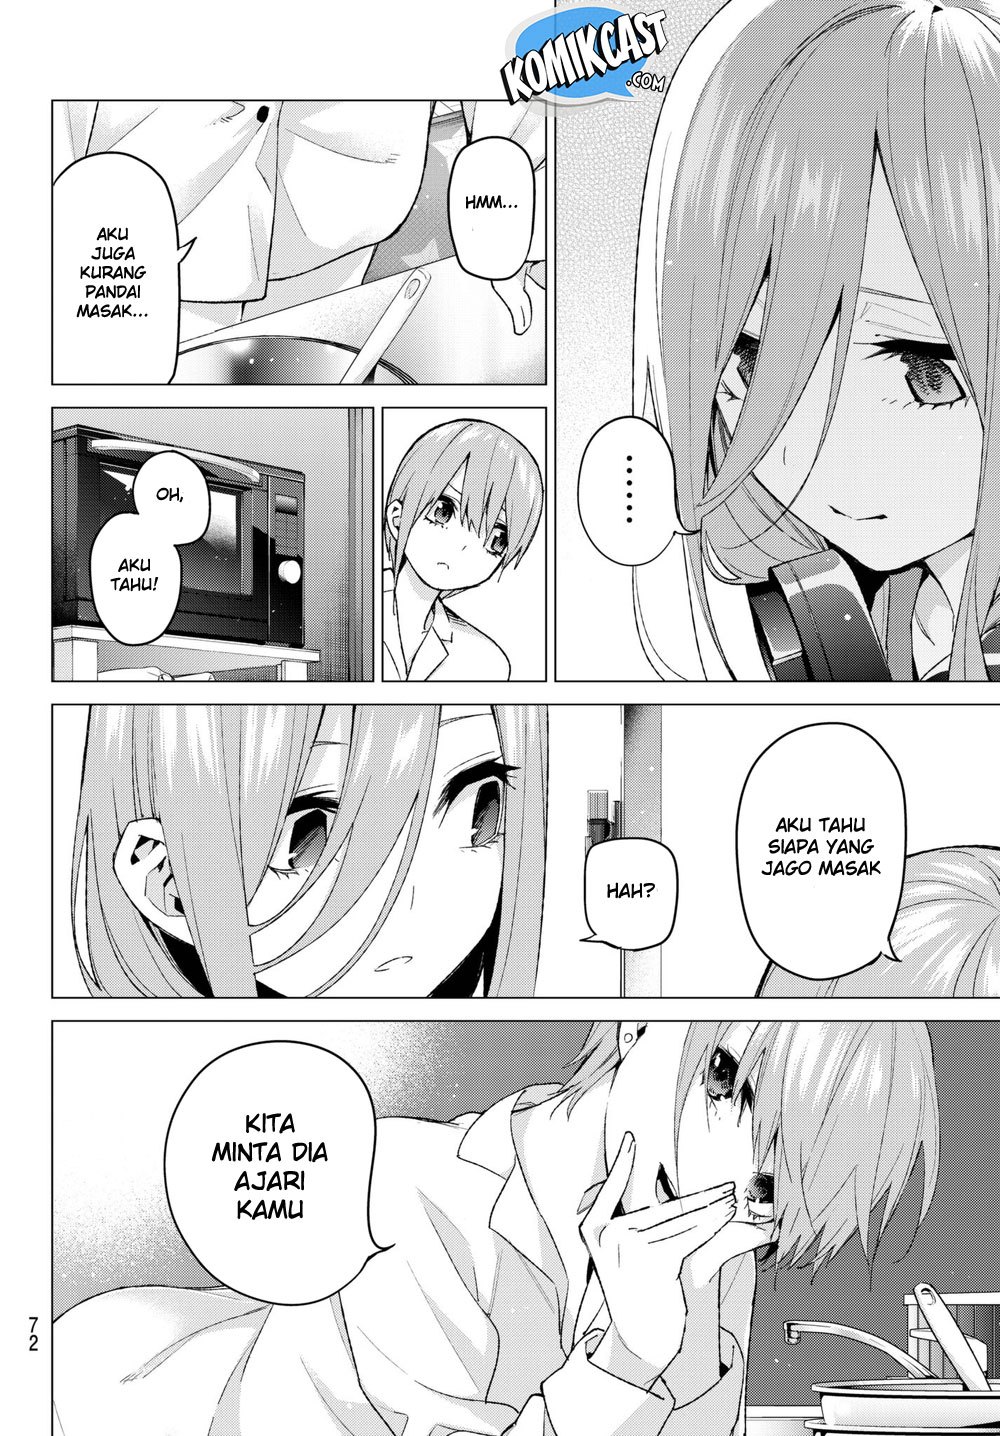 KOMIKCAST
.COM
......
HMM...
AKU
JUGA
KURANG
PANDAI
MASAK...
OH,
AKU
TAHU!
AKU TAHU
SIAPA YANG
JAGO MASAK
HAH?
KITA
MINTA DIA
AJARI
KAMU
72